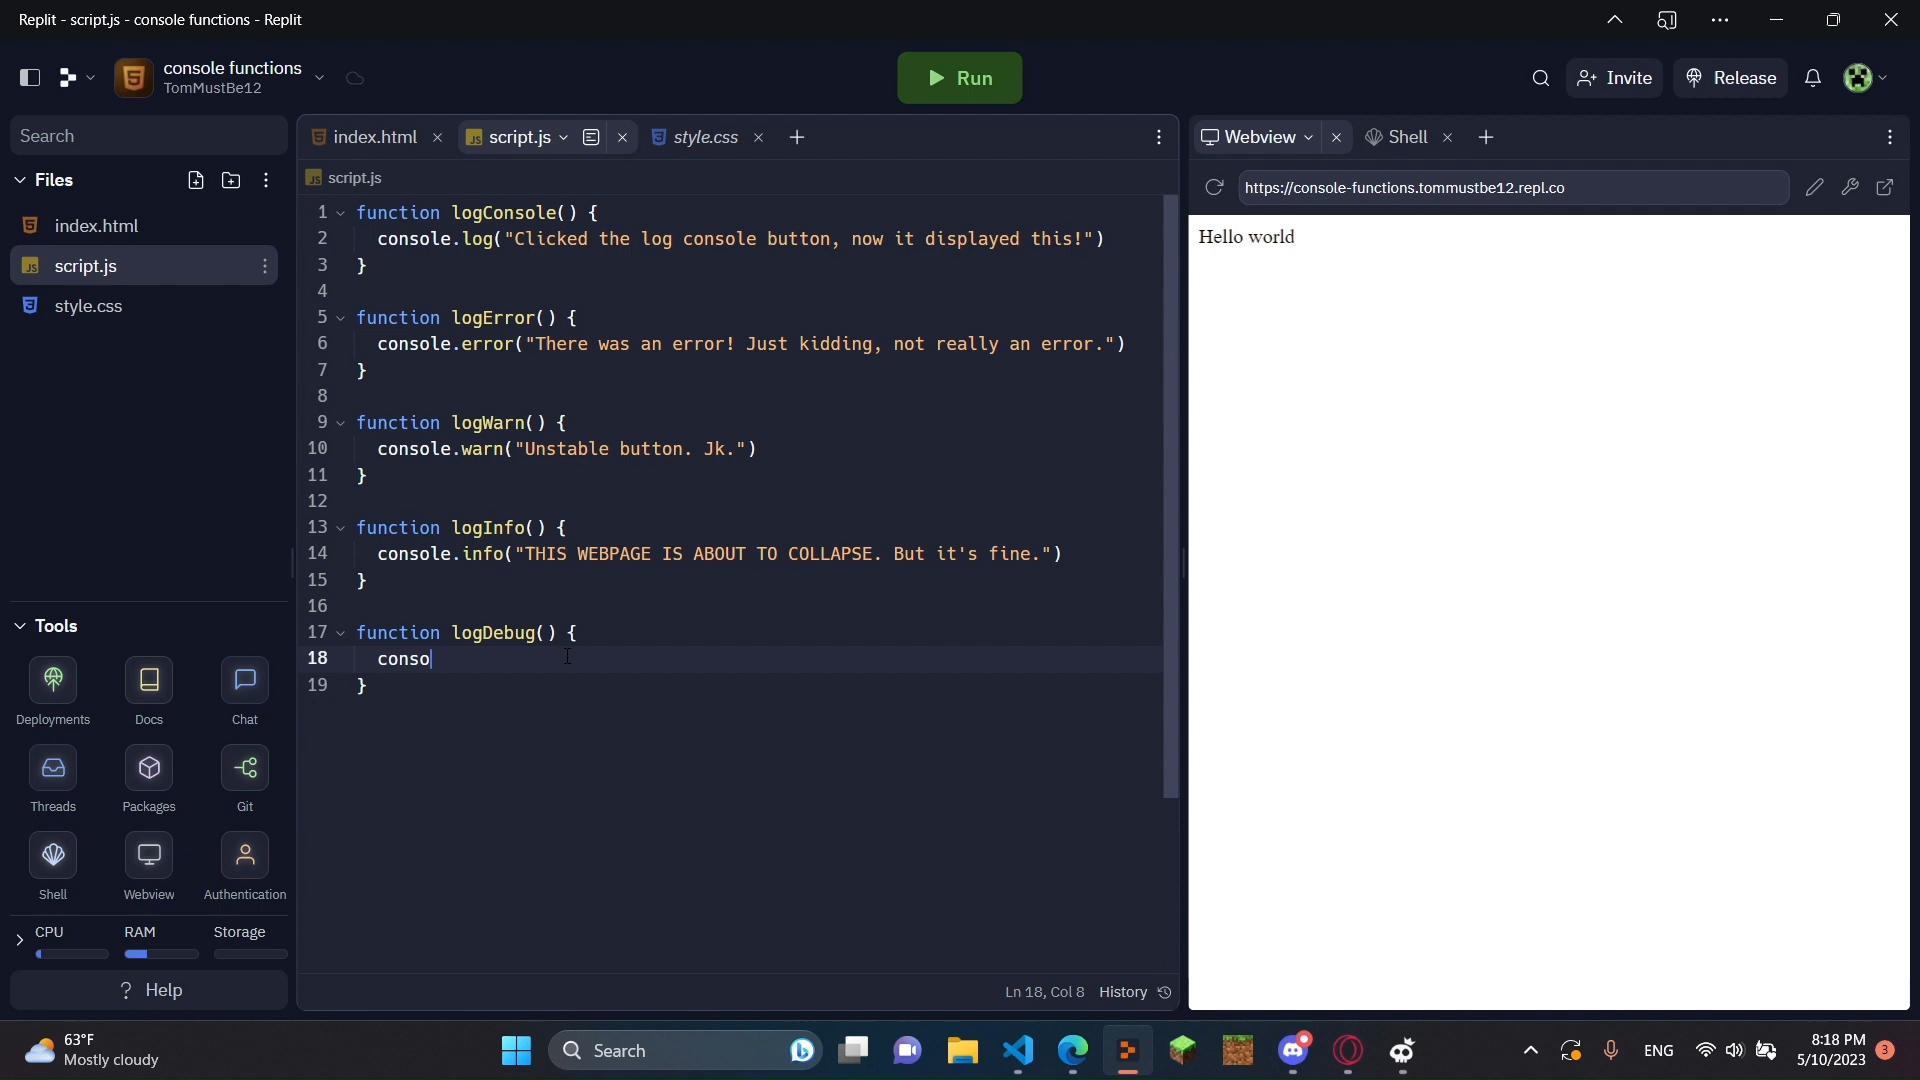 Replit - script.js - console functions - Replit
console functions
TomMustBe12
Run
Invite
Release
Search
Files
index.html
script.js
style.css
Tools
Deployments
Docs
Chat
Threads
Packages
Git
Shell
Webview
Authentication
CPU
RAM
Storage
? Help
index.html
JS script.js
style.css
JS script.js
1 function logConsole() {
2 console.log("Clicked the log console button, now it displayed this!")
3 }
4
5 function logError() {
6 console.error("There was an error! Just kidding, not really an error.")
7 }
8
9 function logWarn() {
10 console.warn("Unstable button. Jk.")
11 }
12
13 function logInfo() {
14 console.info("THIS WEBPAGE IS ABOUT TO COLLAPSE. But it's fine.")
15 }
16
17 function logDebug() {
18 conso
19 }
Ln 18, Col 8 History
Webview
Shell
https://console-functions.tommustbe12.repl.co
Hello world
63°F
Mostly cloudy
Search
ENG
8:18 PM
5/10/2023
3